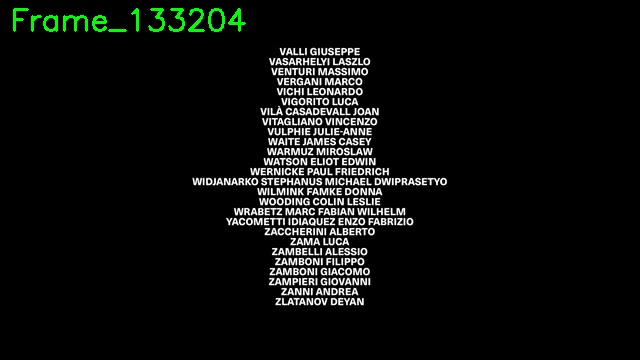 Frame_133204
VALLI GIUSEPPE
VASARHELYI LASZLO
VENTURI MASSIMO
VERGANI MARCO
VICHI LEONARDO
VIGORITO LUCA
VILÀ CASADEVALL JOAN
VITAGLIANO VINCENZO
VULPHIE JULIE-ANNE
WAITE JAMES CASEY
WARMUZ MIROSLAW
WATSON ELIOT EDWIN
WERNICKE PAUL FRIEDRICH
WIDJANARKO STEPHANUS MICHAEL DWIPRASETYO
WILMINK FAMKE DONNA
WOODING COLIN LESLIE
WRABETZ MARC FABIAN WILHELM
YACOMETTI IDIAQUEZ ENZO FABRIZIO
ZACCHERINI ALBERTO
ZAMA LUCA
ZAMBELLI ALESSIO
ZAMBONI FILIPPO
ZAMBONI GIACOMO
ZAMPIERI GIOVANNI
ZANNI ANDREA
ZLATANOV DEYAN